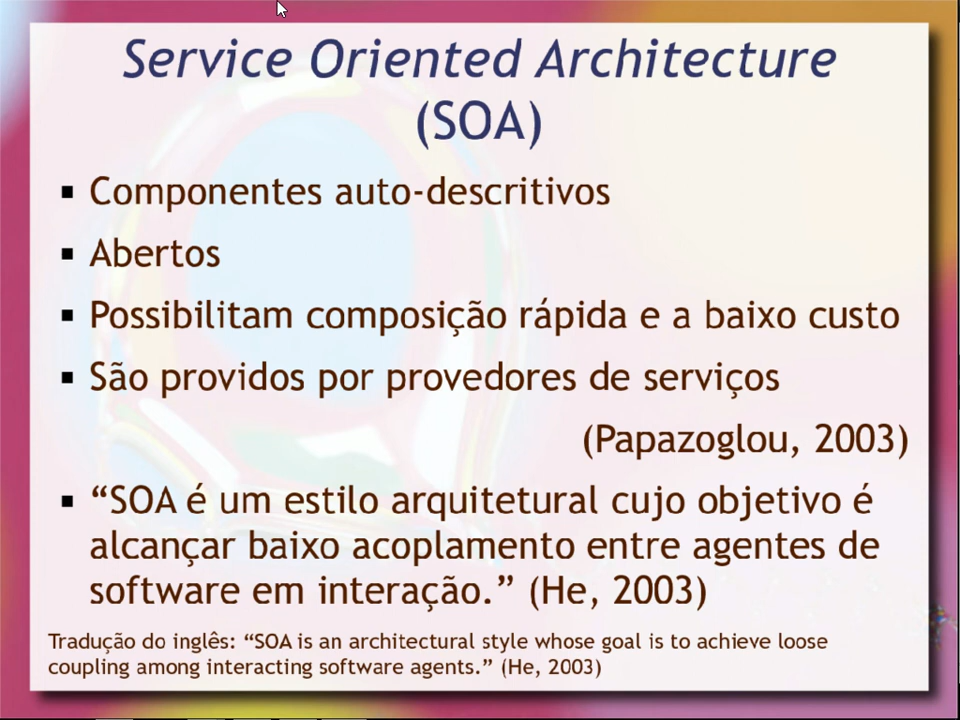 Service Oriented Architecture
(SOA)
▪ Componentes auto-descritivos
▪ Abertos
▪ Possibilitam composição rápida e a baixo custo
▪ São providos por provedores de serviços
(Papazoglou, 2003)
▪ “SOA é um estilo arquitetural cujo objetivo é
alcançar baixo acoplamento entre agentes de
software em interação.” (He, 2003)
Tradução do inglês: “SOA is an architectural style whose goal is to achieve loose
coupling among interacting software agents.” (He, 2003)